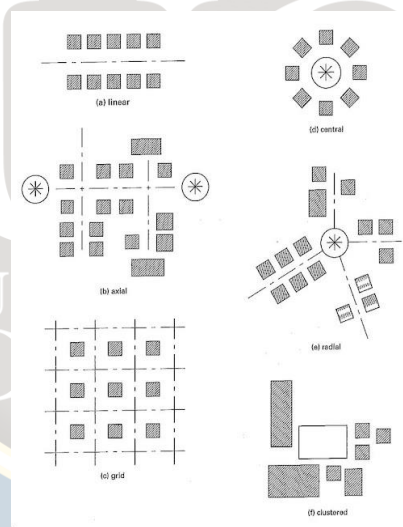 (a) linear
(b) axial
(c) grid
(d) central
(e) radial
(f) clustered